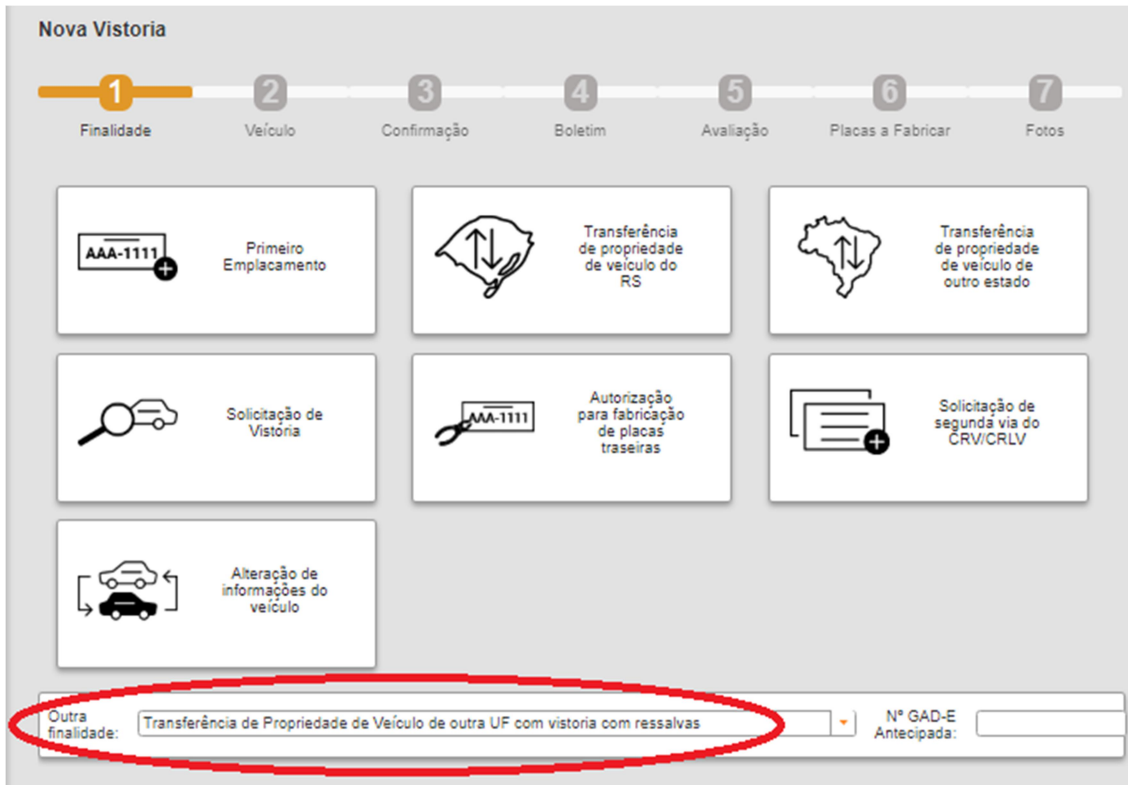 Nova Vistoria
1 2 3 4 5 6 7
Finalidade Veículo Confirmação Boletim Avaliação Placas a Fabricar Fotos
AAA-1111
Primeiro
Emplacamento
Transferência
de propriedade
de veículo do
RS
Transferência
de propriedade
de veículo de
outro estado
Solicitação de
Vistória
AAA-1111
Autorização
para fabricação
de placas
traseiras
Solicitação de
segunda via do
CRV/CRLV
Alteração de
informações do
veículo
Outra
finalidade:
Transferência de Propriedade de Veículo de outra UF com vistoria com ressalvas
Nº GAD-E
Antecipada: